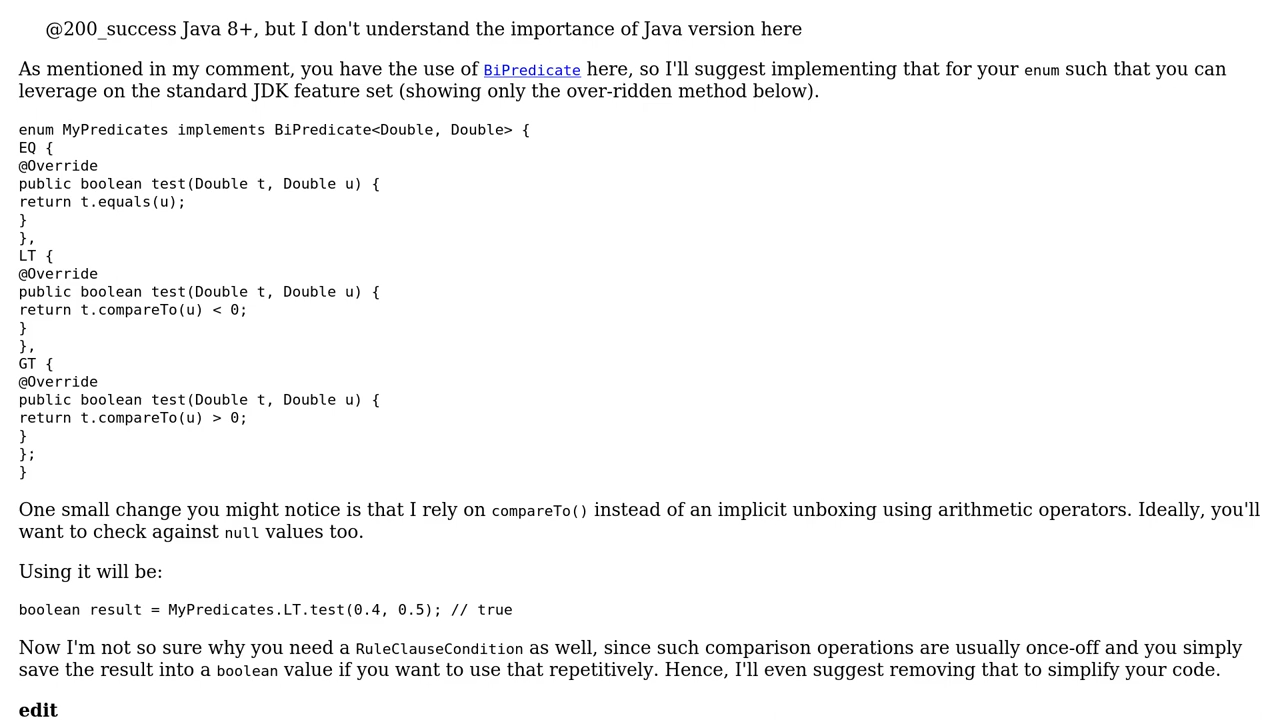 @200_success Java 8+, but I don't understand the importance of Java version here
As mentioned in my comment, you have the use of BiPredicate here, so I'll suggest implementing that for your enum such that you can
leverage on the standard JDK feature set (showing only the over-ridden method below).
enum MyPredicates implements BiPredicate<Double, Double> {
EQ {
@Override
public boolean test(Double t, Double u) {
return t.equals(u);
}
},
LT {
@Override
public boolean test(Double t, Double u) {
return t.compareTo(u) < 0;
}
},
GT {
@Override
public boolean test(Double t, Double u) {
return t.compareTo(u) > 0;
}
};
}
One small change you might notice is that I rely on compareTo() instead of an implicit unboxing using arithmetic operators. Ideally, you'll
want to check against null values too.
Using it will be:
boolean result = MyPredicates.LT.test(0.4, 0.5); // true
Now I'm not so sure why you need a RuleClauseCondition as well, since such comparison operations are usually once-off and you simply
save the result into a boolean value if you want to use that repetitively. Hence, I'll even suggest removing that to simplify your code.
edit